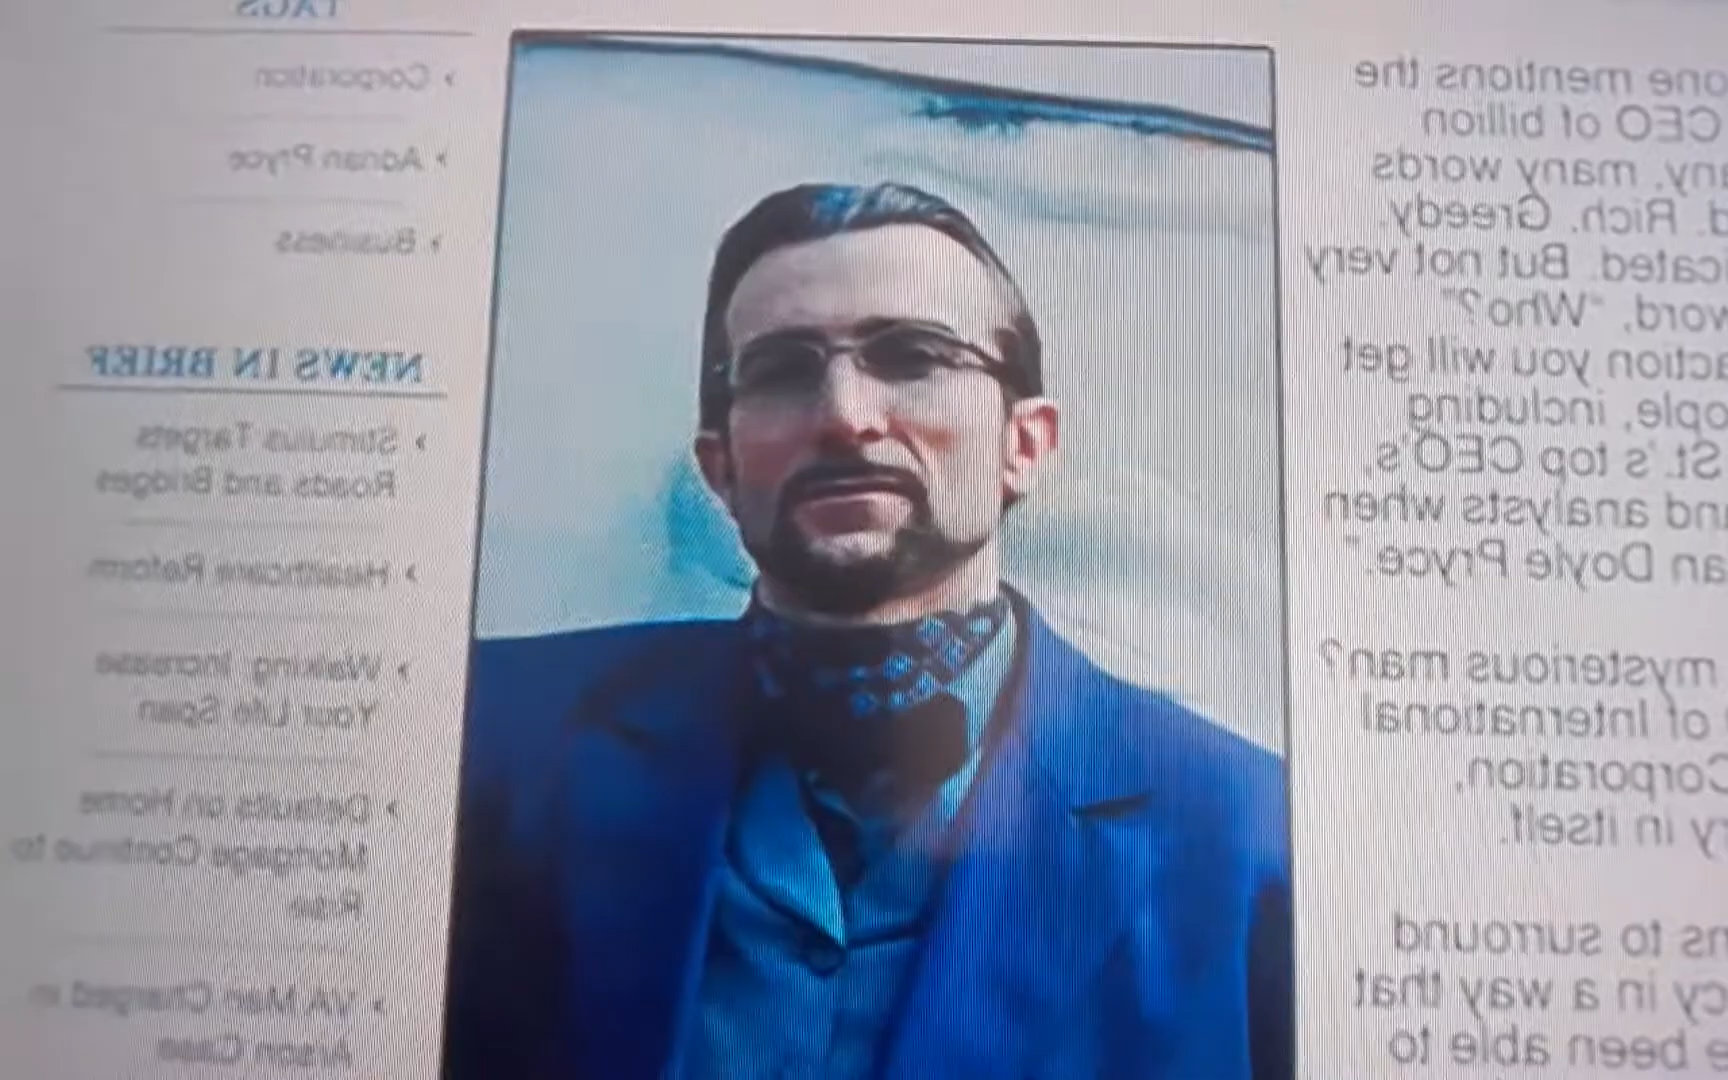 TAGS
› Corporation
› Adrian Pryce
› Business
NEWS IN BRIEF
› Stimulus Targets
Roads and Bridges
› Healthcare Reform
› Walking Increase
Your Life Span
› Defaults on Home
Mortgage Continue to
Rise
› VA Man Charged in
Arson Case
one mentions the
CEO of billion
any, many words
d. Rich. Greedy.
icated. But not very
word, "Who?"
action you will get
ople, including
St.'s top CEO's,
and analysts when
an Doyle Pryce."
mysterious man?
of International
Corporation,
ry in itself.
ns to surround
cy in a way that
e been able to